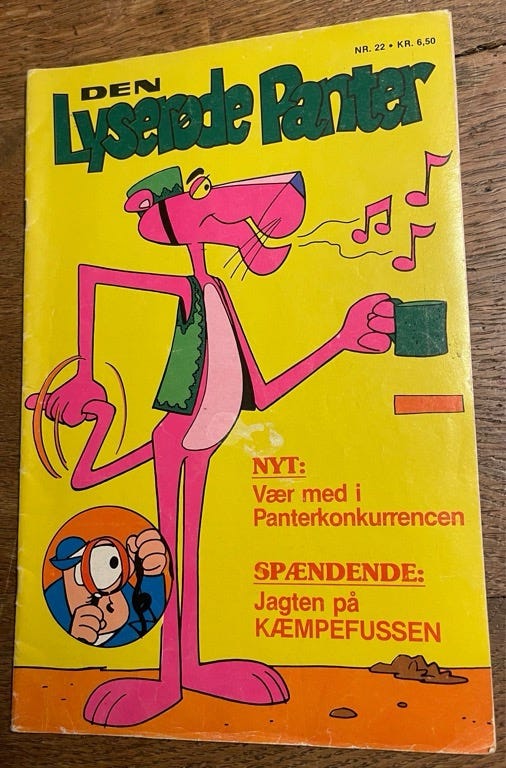 NR. 22 • KR. 6,50
DEN
Lyserøde Panter
NYT:
Vær med i
Panterkonkurrencen
SPÆNDENDE:
Jagten på
KÆMPEFUSSEN